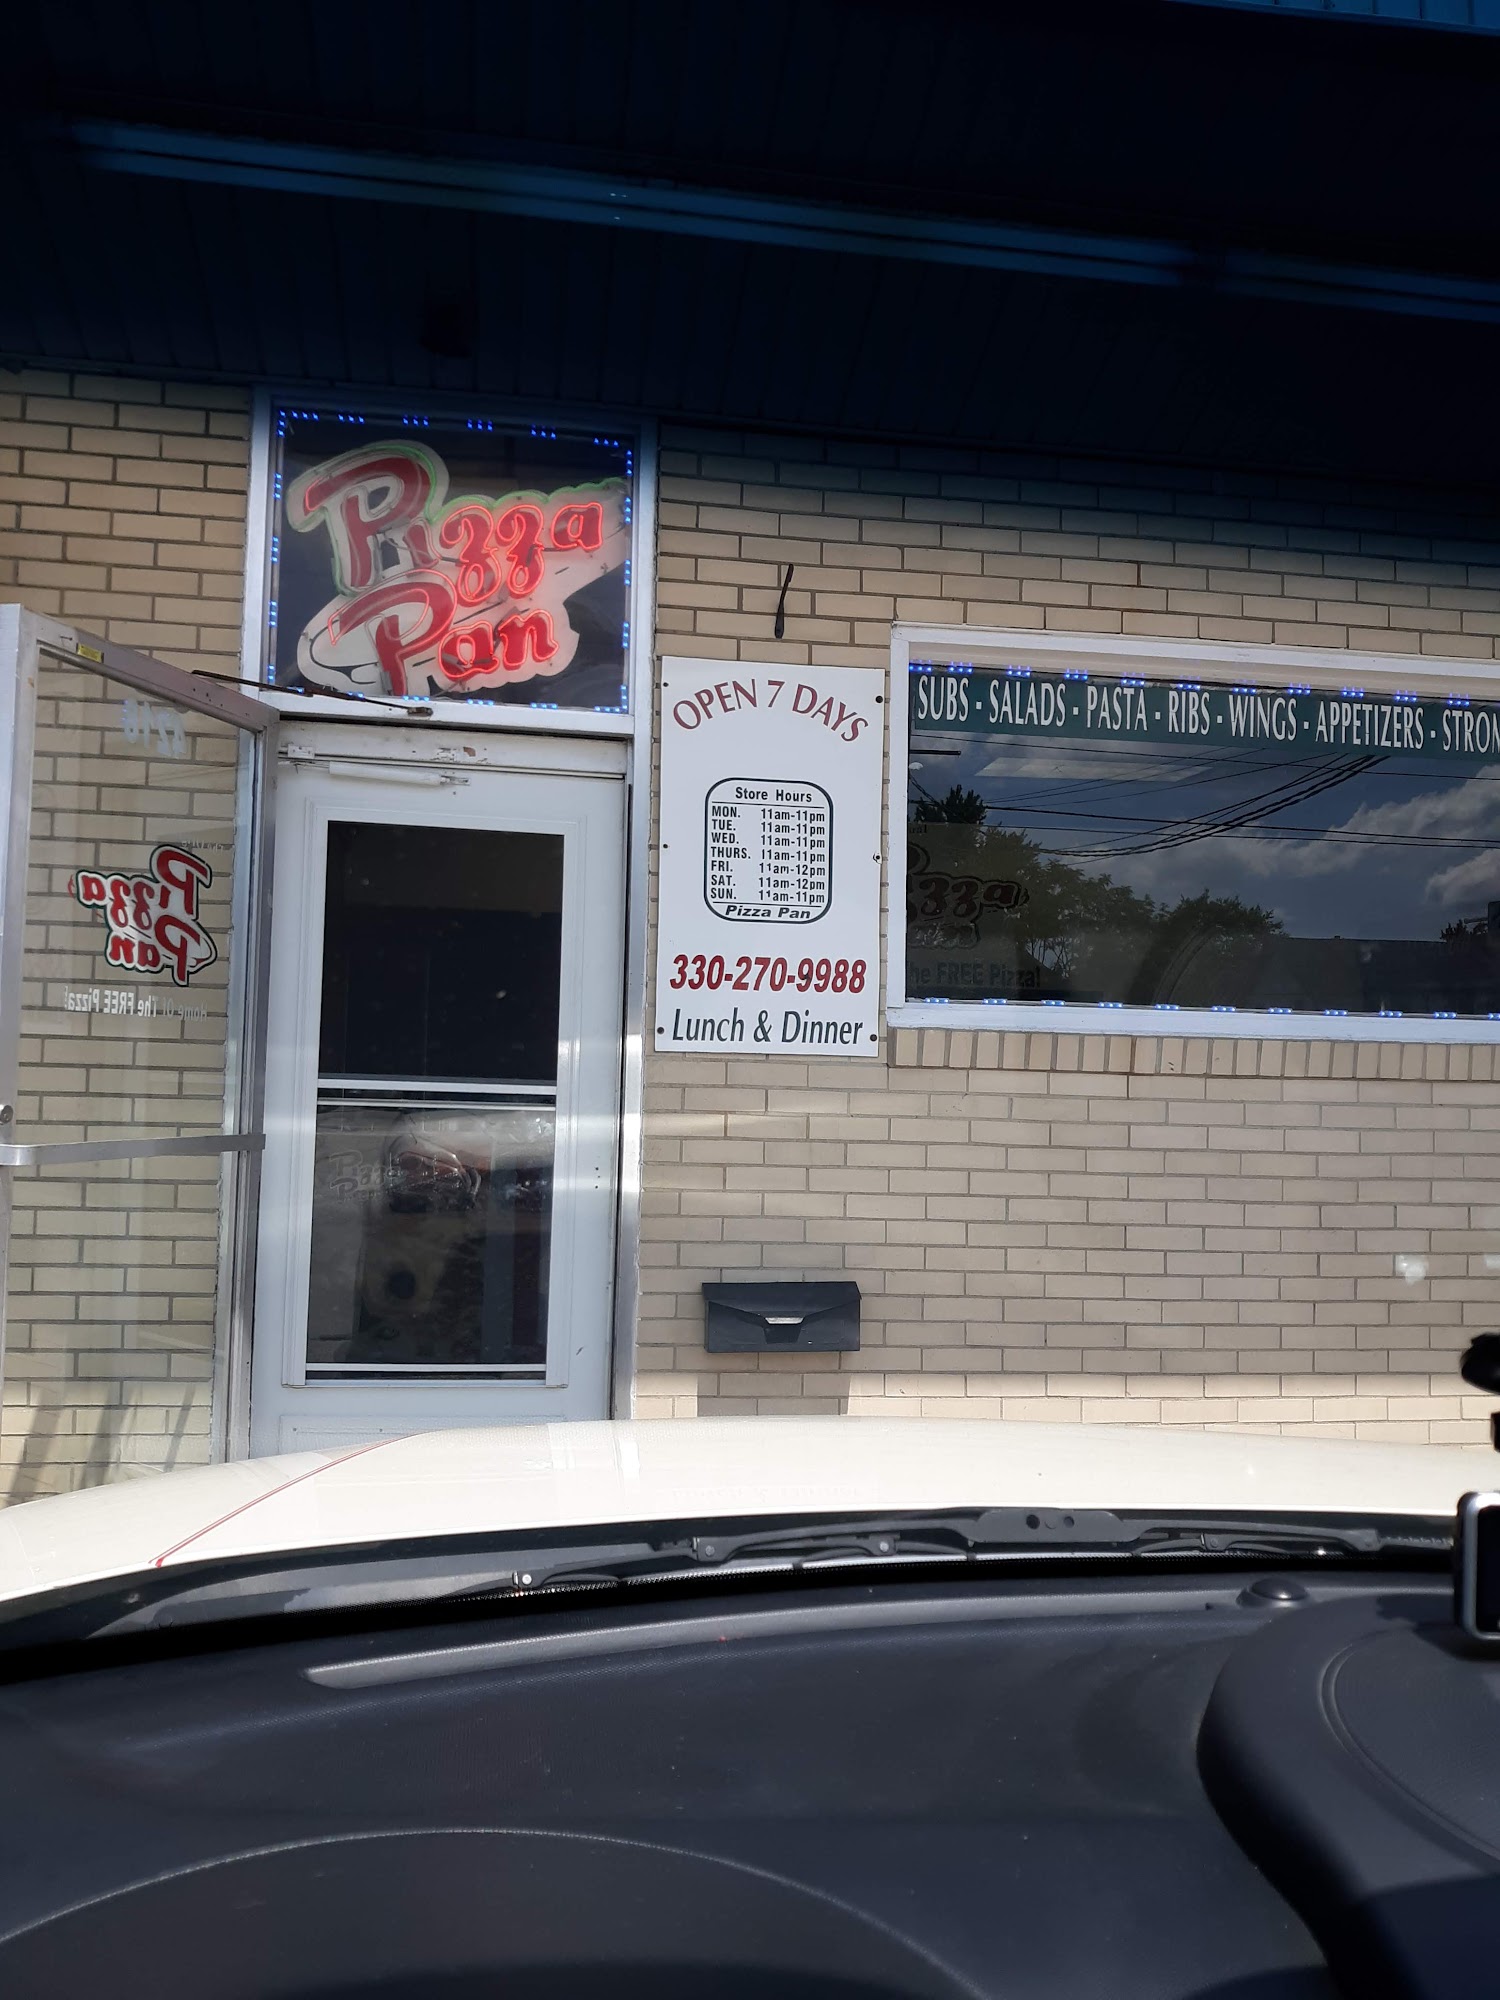 Pizza
Pan
OPEN 7 DAYS
Store Hours
MON. 11am-11pm
TUE. 11am-11pm
WED. 11am-11pm
THURS. 11am-11pm
FRI. 11am-12pm
SAT. 11am-12pm
SUN. 11am-11pm
Pizza Pan
330-270-9988
Lunch & Dinner
SUBS - SALADS - PASTA - RIBS - WINGS - APPETIZERS - STRON
Pizza
Pan
Home Of The FREE Pizza!
he FREE Pizza!